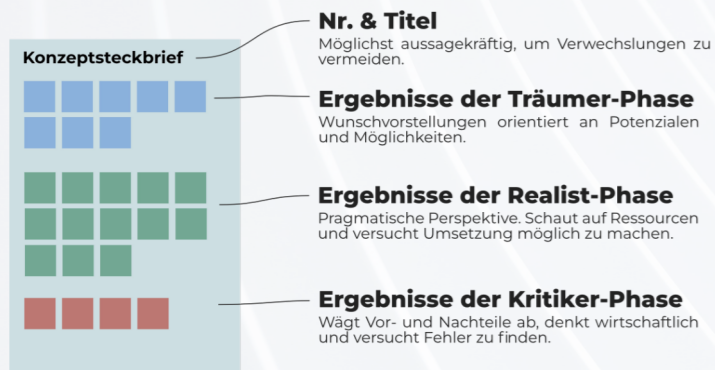 Konzeptsteckbrief
Nr. & Titel
Möglichst aussagekräftig, um Verwechslungen zu
vermeiden.
Ergebnisse der Träumer-Phase
Wunschvorstellungen orientiert an Potenzialen
und Möglichkeiten.
Ergebnisse der Realist-Phase
Pragmatische Perspektive. Schaut auf Ressourcen
und versucht Umsetzung möglich zu machen.
Ergebnisse der Kritiker-Phase
Wägt Vor- und Nachteile ab, denkt wirtschaftlich
und versucht Fehler zu finden.